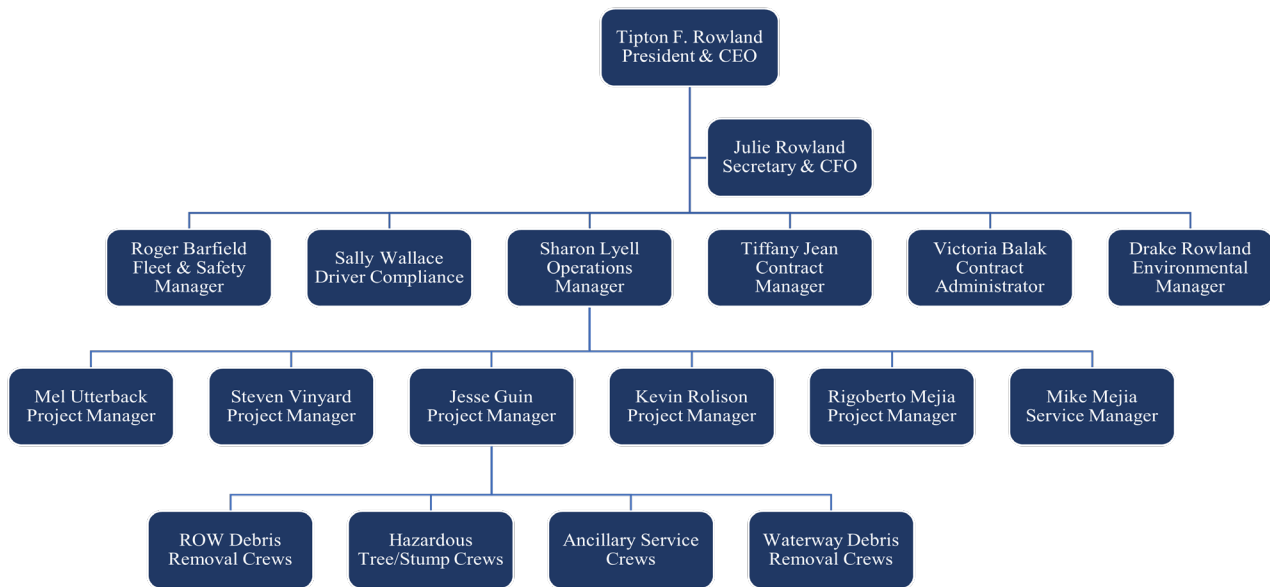 Tipton F. Rowland
President & CEO
Julie Rowland
Secretary & CFO
Roger Barfield
Fleet & Safety
Manager
Sally Wallace
Driver Compliance
Sharon Lyell
Operations
Manager
Tiffany Jean
Contract
Manager
Victoria Balak
Contract
Administrator
Drake Rowland
Environmental
Manager
Mel Utterback
Project Manager
Steven Vinyard
Project Manager
Jesse Guin
Project Manager
Kevin Rolison
Project Manager
Rigoberto Mejia
Project Manager
Mike Mejia
Service Manager
ROW Debris
Removal Crews
Hazardous
Tree/Stump Crews
Ancillary Service
Crews
Waterway Debris
Removal Crews